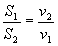 S₁/S₂ = v₂/v₁